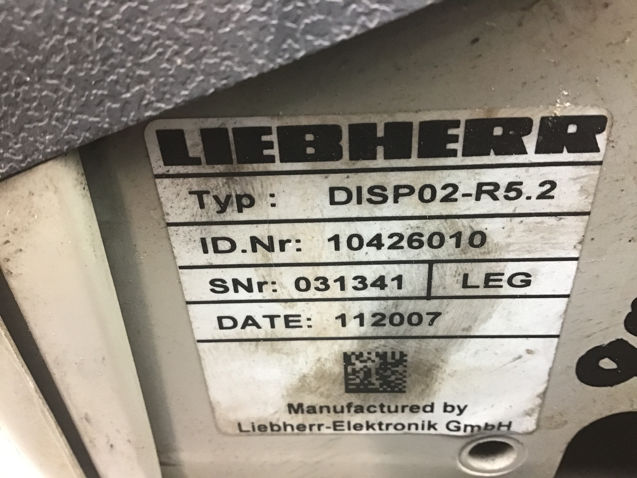 LIEBHERR
Typ : DISP02-R5.2
ID.Nr: 10426010
SNr: 031341 LEG
DATE: 112007
Manufactured by
Liebherr-Elektronik GmbH